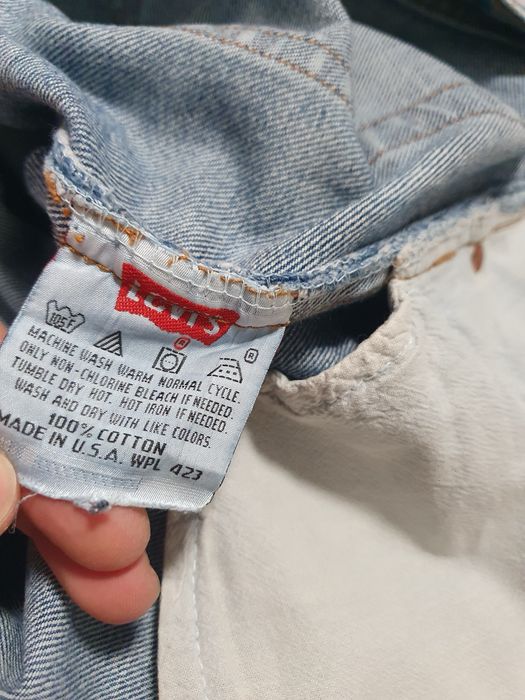 LEVI'S
®
105F
®
MACHINE WASH WARM NORMAL CYCLE.
ONLY NON-CHLORINE BLEACH IF NEEDED.
TUMBLE DRY HOT. HOT IRON IF NEEDED.
WASH AND DRY WITH LIKE COLORS.
100% COTTON
MADE IN U.S.A. WPL 423